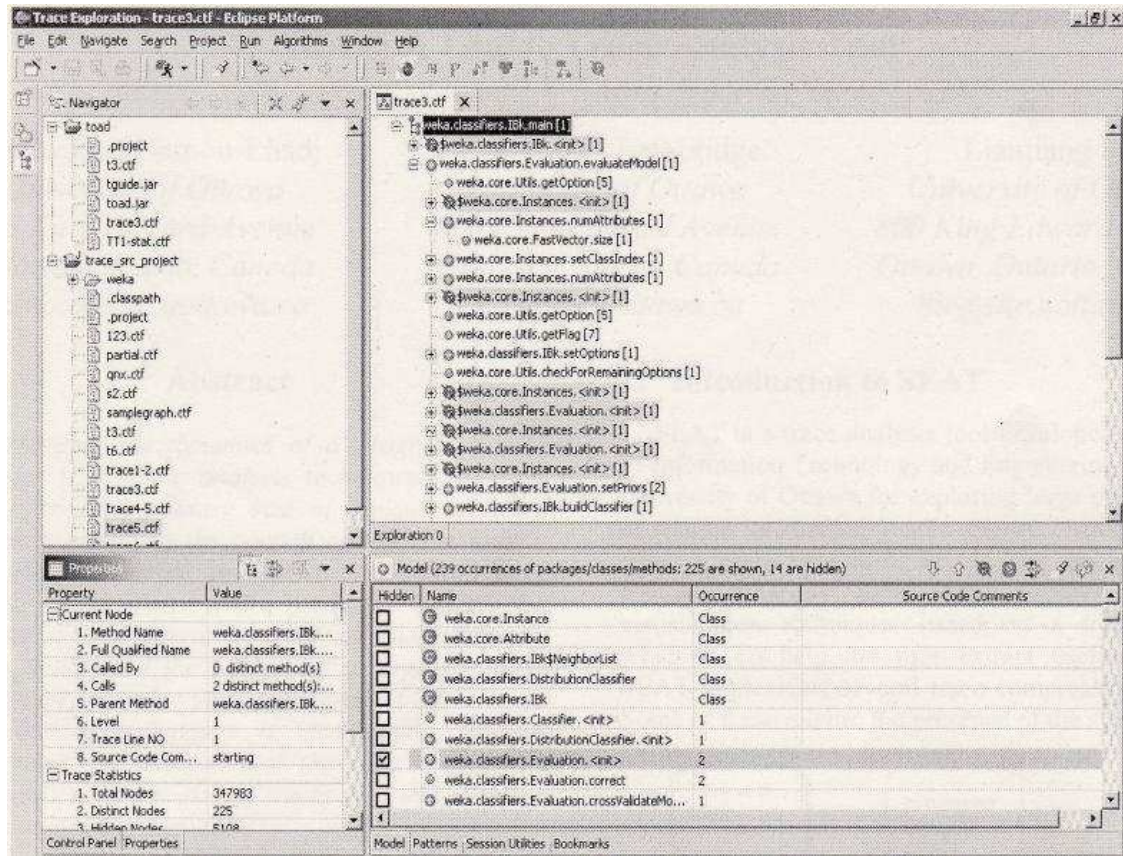 Trace Exploration - trace3.ctf - Eclipse Platform
File Edit Navigate Search Project Run Algorithms Window Help
Navigator
toad
.project
t3.ctf
tguide.jar
toad.jar
trace3.ctf
TT1-stat.ctf
trace_src_project
weka
.classpath
.project
123.ctf
partial.ctf
qnx.ctf
s2.ctf
samplegraph.ctf
t3.ctf
t6.ctf
trace1-2.ctf
trace3.ctf
trace4-5.ctf
trace5.ctf
trace3.ctf
weka.classifiers.IBk.main [1]
$weka.classifiers.IBk.<init> [1]
weka.classifiers.Evaluation.evaluateModel [1]
weka.core.Utils.getOption [5]
$weka.core.Instances.<init> [1]
weka.core.Instances.numAttributes [1]
weka.core.FastVector.size [1]
weka.core.Instances.setClassIndex [1]
weka.core.Instances.numAttributes [1]
$weka.core.Instances.<init> [1]
weka.core.Utils.getOption [5]
weka.core.Utils.getFlag [7]
weka.classifiers.IBk.setOptions [1]
weka.core.Utils.checkForRemainingOptions [1]
$weka.core.Instances.<init> [1]
$weka.classifiers.Evaluation.<init> [1]
$weka.core.Instances.<init> [1]
$weka.classifiers.Evaluation.<init> [1]
$weka.core.Instances.<init> [1]
weka.classifiers.Evaluation.setPriors [2]
weka.classifiers.IBk.buildClassifier [1]
Exploration 0
Properties
Property Value
Current Node
1. Method Name weka.classifiers.IBk....
2. Full Qualified Name weka.classifiers.IBk....
3. Called By 0 distinct method(s)
4. Calls 2 distinct method(s):...
5. Parent Method weka.classifiers.IBk....
6. Level 1
7. Trace Line NO 1
8. Source Code Com... starting
Trace Statistics
1. Total Nodes 347983
2. Distinct Nodes 225
3. Hidden Nodes 5108
Control Panel Properties
Model (239 occurrences of packages/classes/methods: 225 are shown, 14 are hidden)
Hidden Name Occurrence Source Code Comments
weka.core.Instance Class
weka.core.Attribute Class
weka.classifiers.IBk$NeighborList Class
weka.classifiers.DistributionClassifier Class
weka.classifiers.IBk Class
weka.classifiers.Classifier.<init> 1
weka.classifiers.DistributionClassifier.<init> 1
weka.classifiers.Evaluation.<init> 2
weka.classifiers.Evaluation.correct 2
weka.classifiers.Evaluation.crossValidateMo... 1
Model Patterns Session Utilities Bookmarks